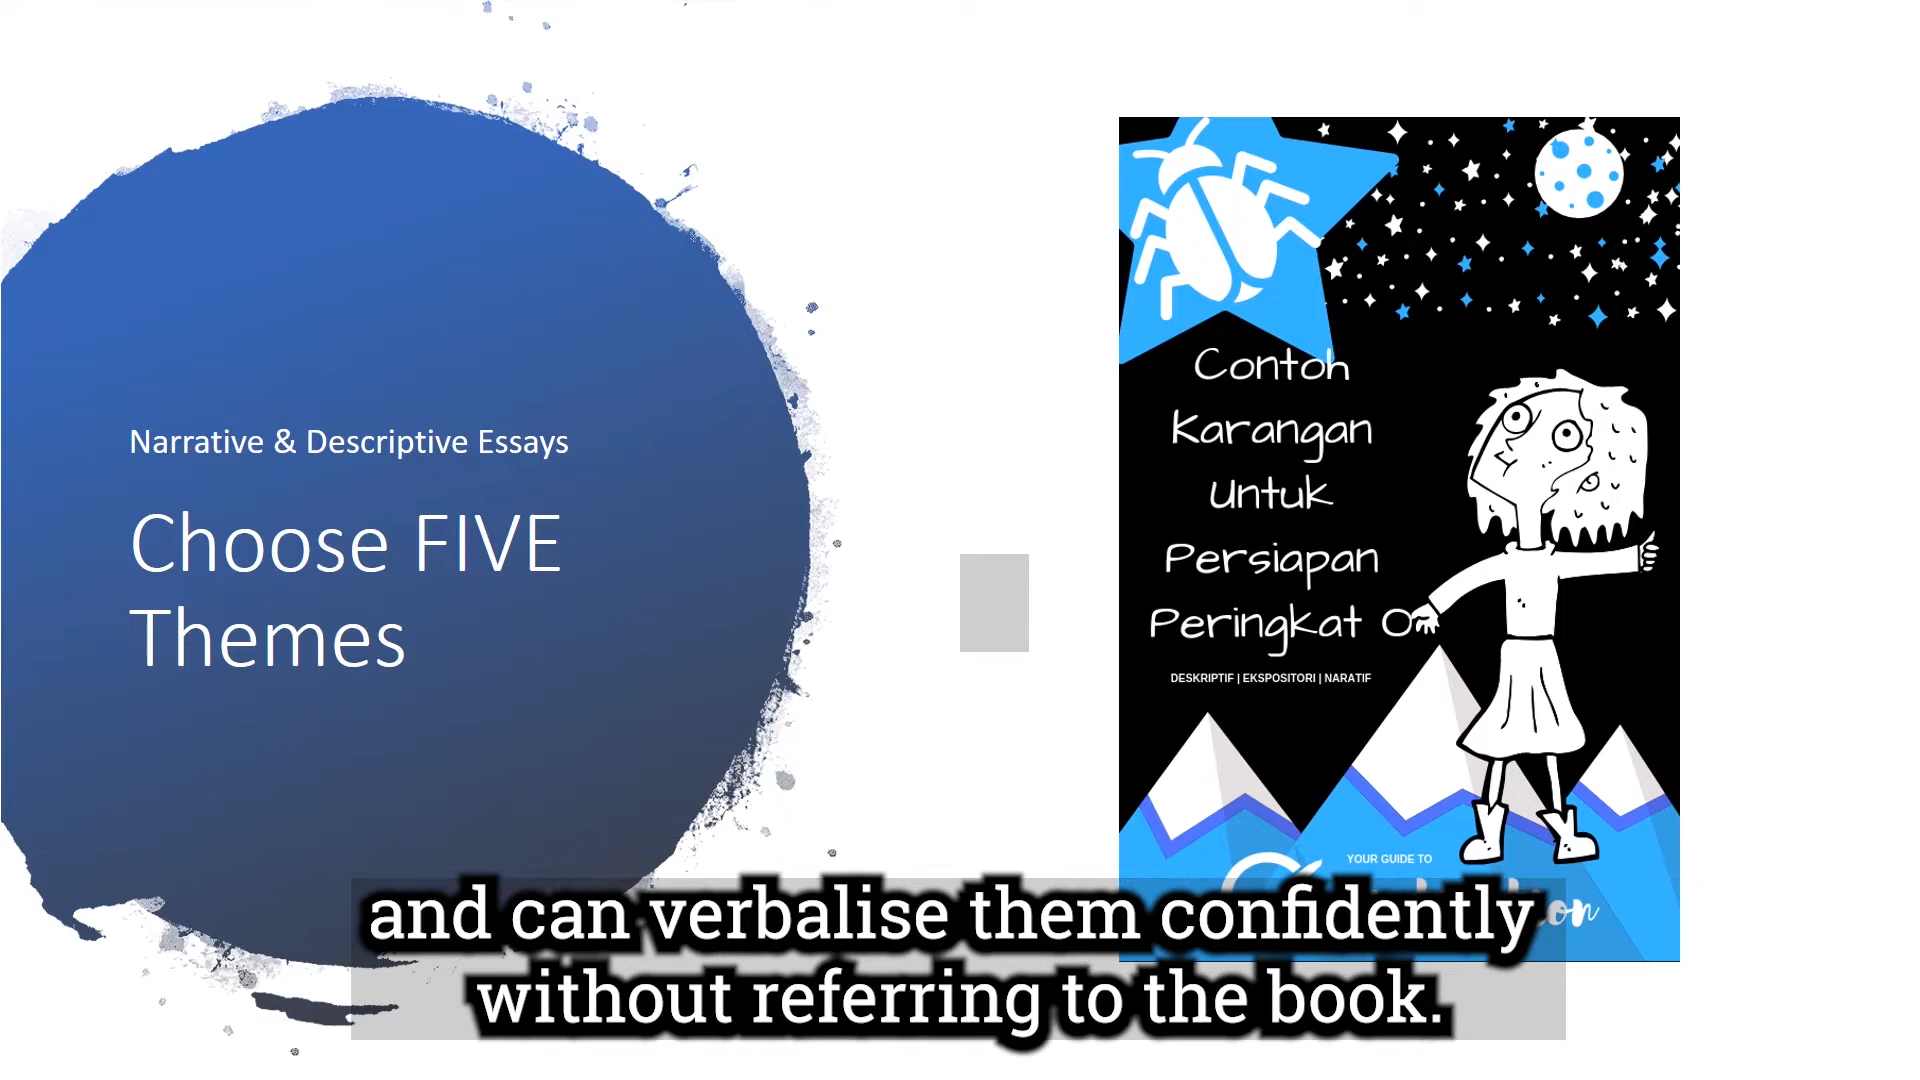 Narrative & Descriptive Essays
Choose FIVE
Themes
Contoh
Karangan
Untuk
Persiapan
Peringkat O
DESKRIPTIF | EKSPOSITORI | NARATIF
YOUR GUIDE TO
and can verbalise them confidently
without referring to the book.